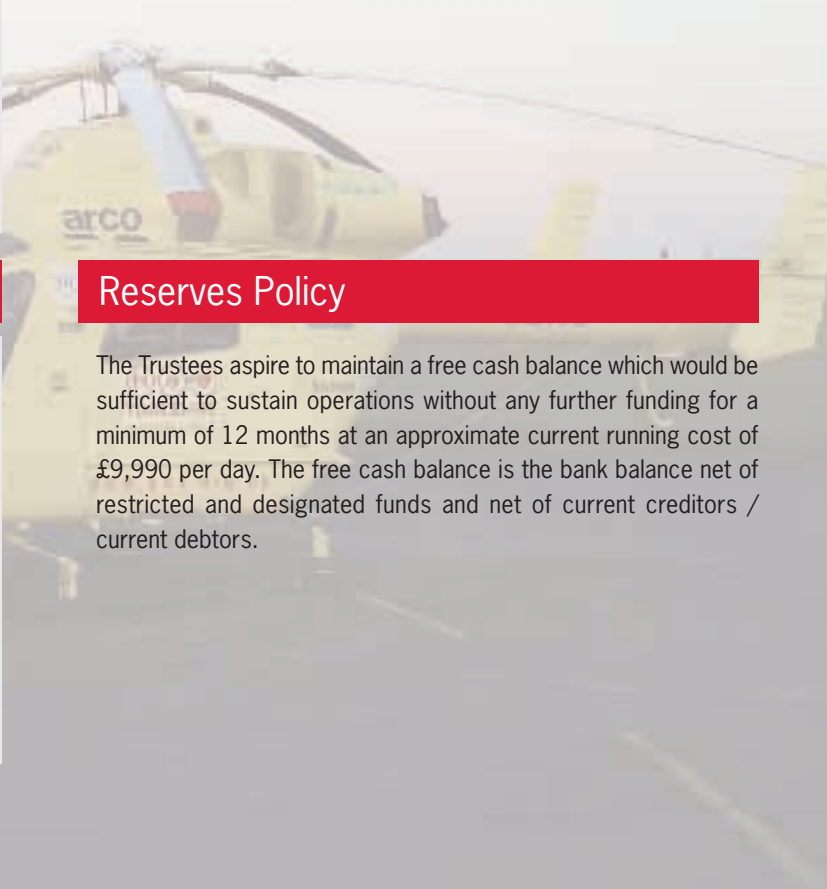 arco
Reserves Policy
The Trustees aspire to maintain a free cash balance which would be
sufficient to sustain operations without any further funding for a
minimum of 12 months at an approximate current running cost of
£9,990 per day. The free cash balance is the bank balance net of
restricted and designated funds and net of current creditors /
current debtors.